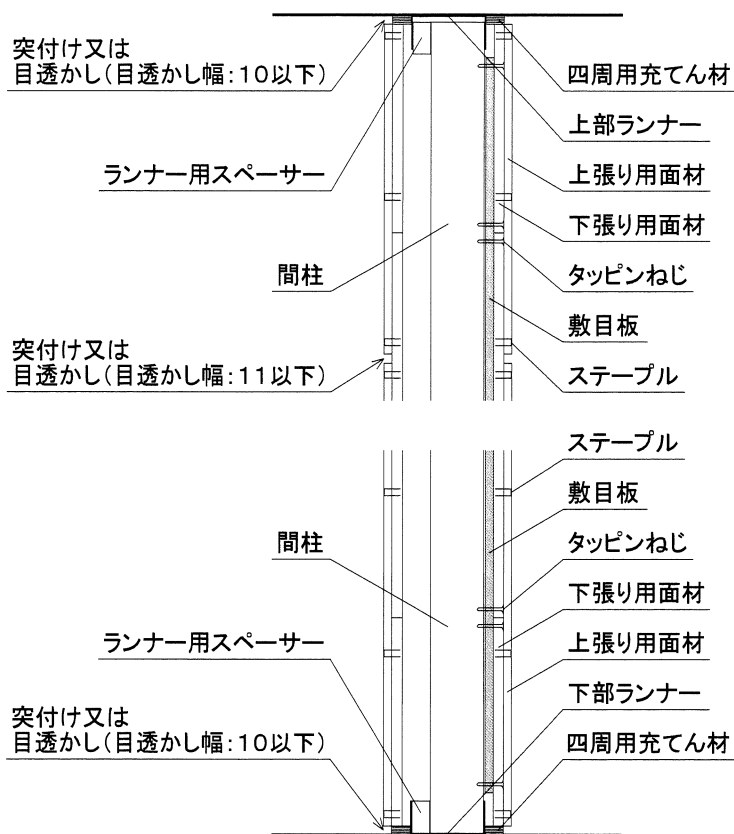 突付け又は
目透かし(目透かし幅:10以下)
ランナー用スペーサー
間柱
突付け又は
目透かし(目透かし幅:11以下)
四周用充てん材
上部ランナー
上張り用面材
下張り用面材
タッピンねじ
敷目板
ステープル
間柱
ランナー用スペーサー
突付け又は
目透かし(目透かし幅:10以下)
ステープル
敷目板
タッピンねじ
下張り用面材
上張り用面材
下部ランナー
四周用充てん材